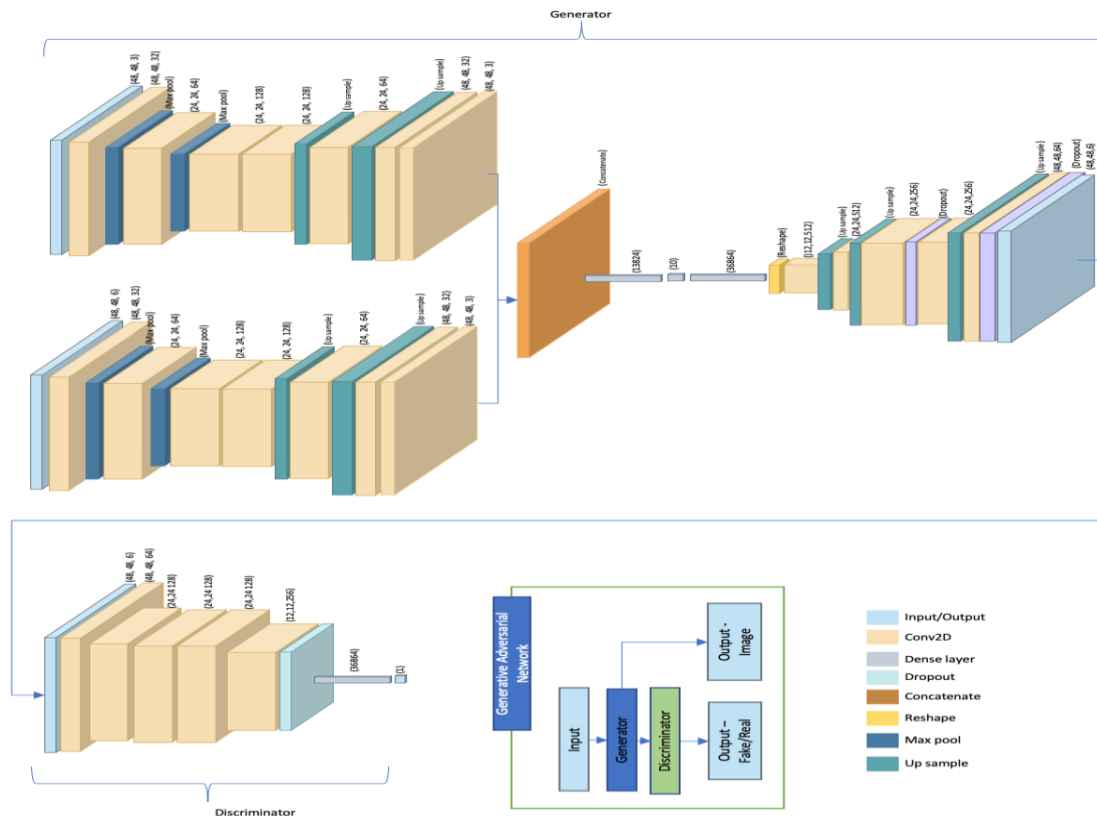 Generator
(48, 48, 3)
(48, 48, 32)
(Max pool)
(24, 24, 64)
(Max pool)
(24, 24, 128)
(24, 24, 128)
(Up sample)
(24, 24, 64)
(Up sample)
(48, 48, 32)
(48, 48, 3)
(Concatenate)
(13824)
(10)
(36864)
(Reshape)
((12,12,512)
(Up sample)
(24,24,512)
(Up sample)
(24,24,256)
(Dropout)
(24,24,256)
(Up sample)
(48,48,64)
(Dropout)
(48,48,6)
(48, 48, 6)
(48, 48, 32)
(Max pool)
(24, 24, 64)
(Max pool)
(24, 24, 128)
(24, 24, 128)
(Up sample)
(24, 24, 64)
(Up sample)
(48, 48, 32)
(48, 48, 3)
(48, 48, 6)
(48, 48, 64)
(24,24 128)
(24,24 128)
(24,24 128)
(12,12,256)
(36864)
(1)
Discriminator
Generative Adversarial
Network
Input
Generator
Discriminator
Output -
Image
Output –
Fake/Real
Input/Output
Conv2D
Dense layer
Dropout
Concatenate
Reshape
Max pool
Up sample